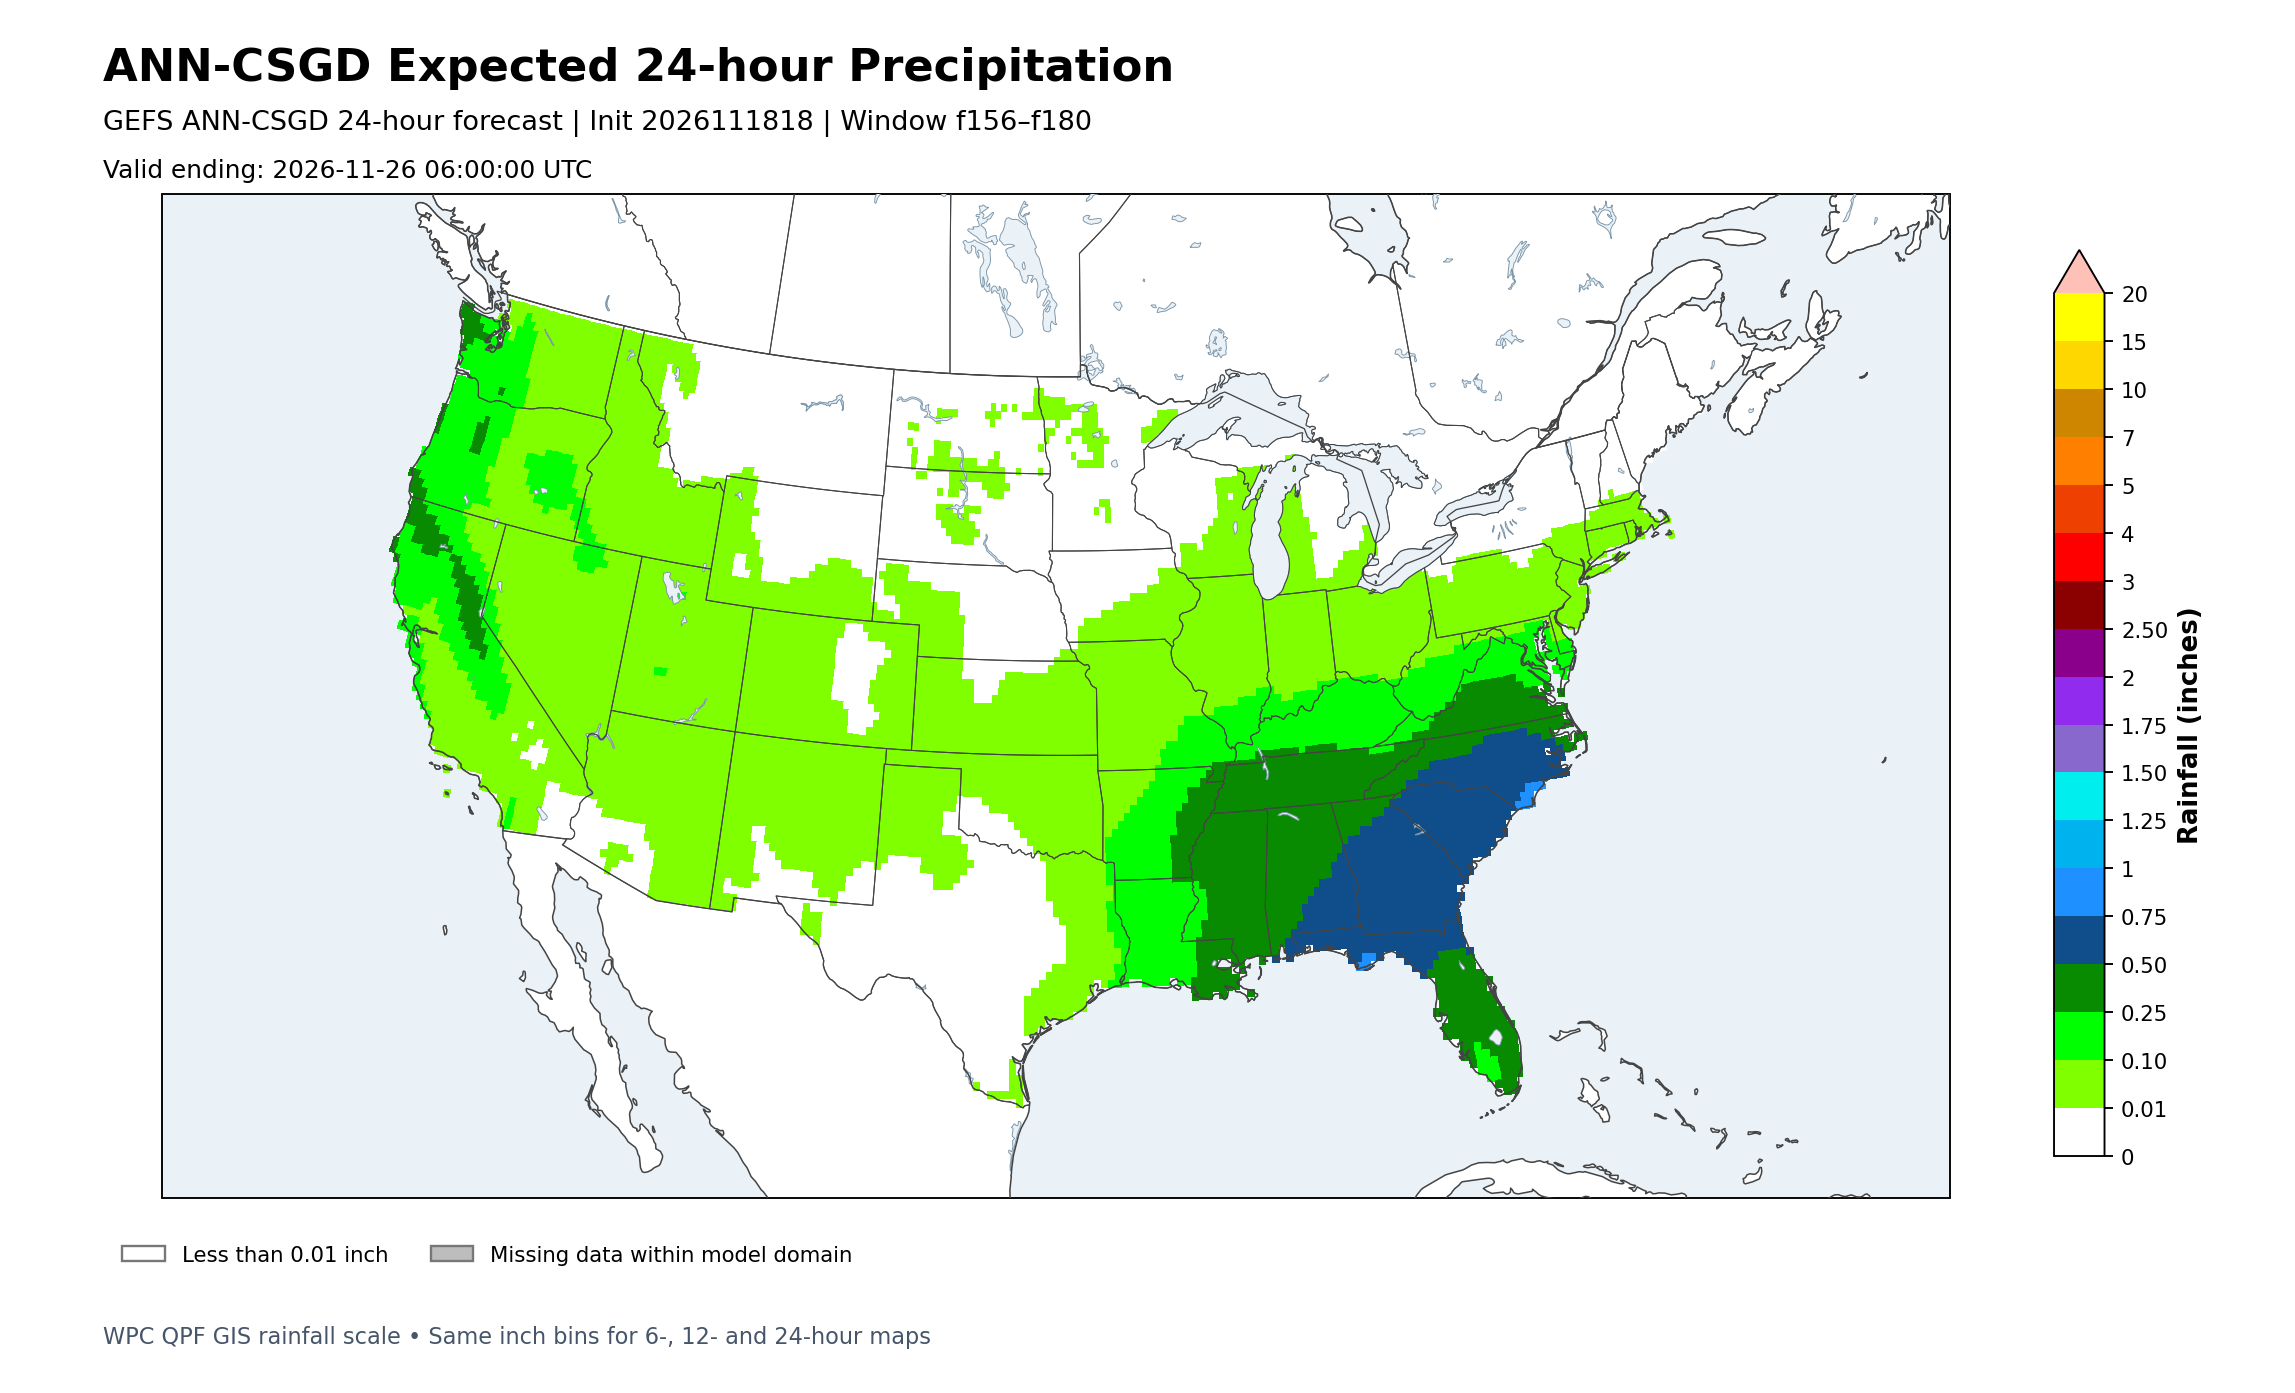 ANN-CSGD Expected 24-hour Precipitation
GEFS ANN-CSGD 24-hour forecast | Init 2026111818 | Window f156–f180
Valid ending: 2026-11-26 06:00:00 UTC
20
15
10
7
5
4
3
2.50
2
1.75
1.50
1.25
1
0.75
0.50
0.25
0.10
0.01
0
Rainfall (inches)
Less than 0.01 inch
Missing data within model domain
WPC QPF GIS rainfall scale • Same inch bins for 6-, 12- and 24-hour maps